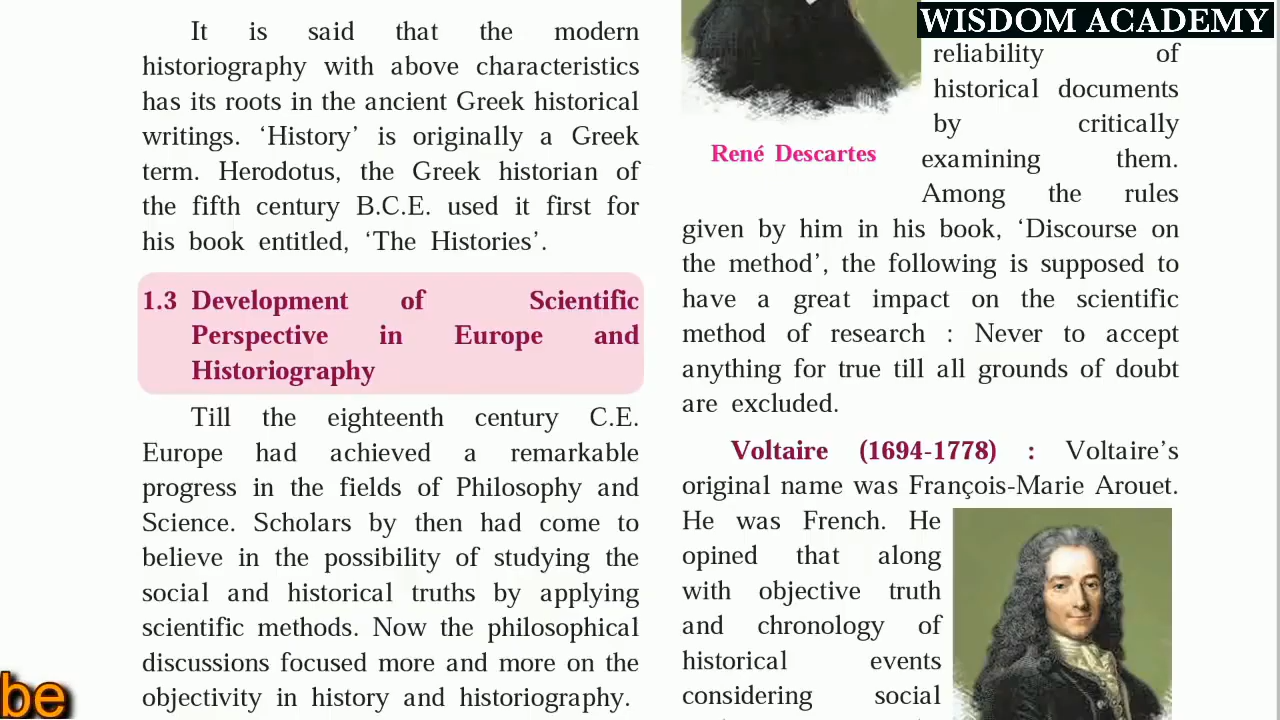 It is said that the modern
historiography with above characteristics
has its roots in the ancient Greek historical
writings. ‘History’ is originally a Greek
term. Herodotus, the Greek historian of
the fifth century B.C.E. used it first for
his book entitled, ‘The Histories’.
1.3 Development of Scientific
Perspective in Europe and
Historiography
Till the eighteenth century C.E.
Europe had achieved a remarkable
progress in the fields of Philosophy and
Science. Scholars by then had come to
believe in the possibility of studying the
social and historical truths by applying
scientific methods. Now the philosophical
discussions focused more and more on the
objectivity in history and historiography.
be
WISDOM ACADEMY
René Descartes
reliability of
historical documents
by critically
examining them.
Among the rules
given by him in his book, ‘Discourse on
the method’, the following is supposed to
have a great impact on the scientific
method of research : Never to accept
anything for true till all grounds of doubt
are excluded.
Voltaire (1694-1778) : Voltaire’s
original name was François-Marie Arouet.
He was French. He
opined that along
with objective truth
and chronology of
historical events
considering social